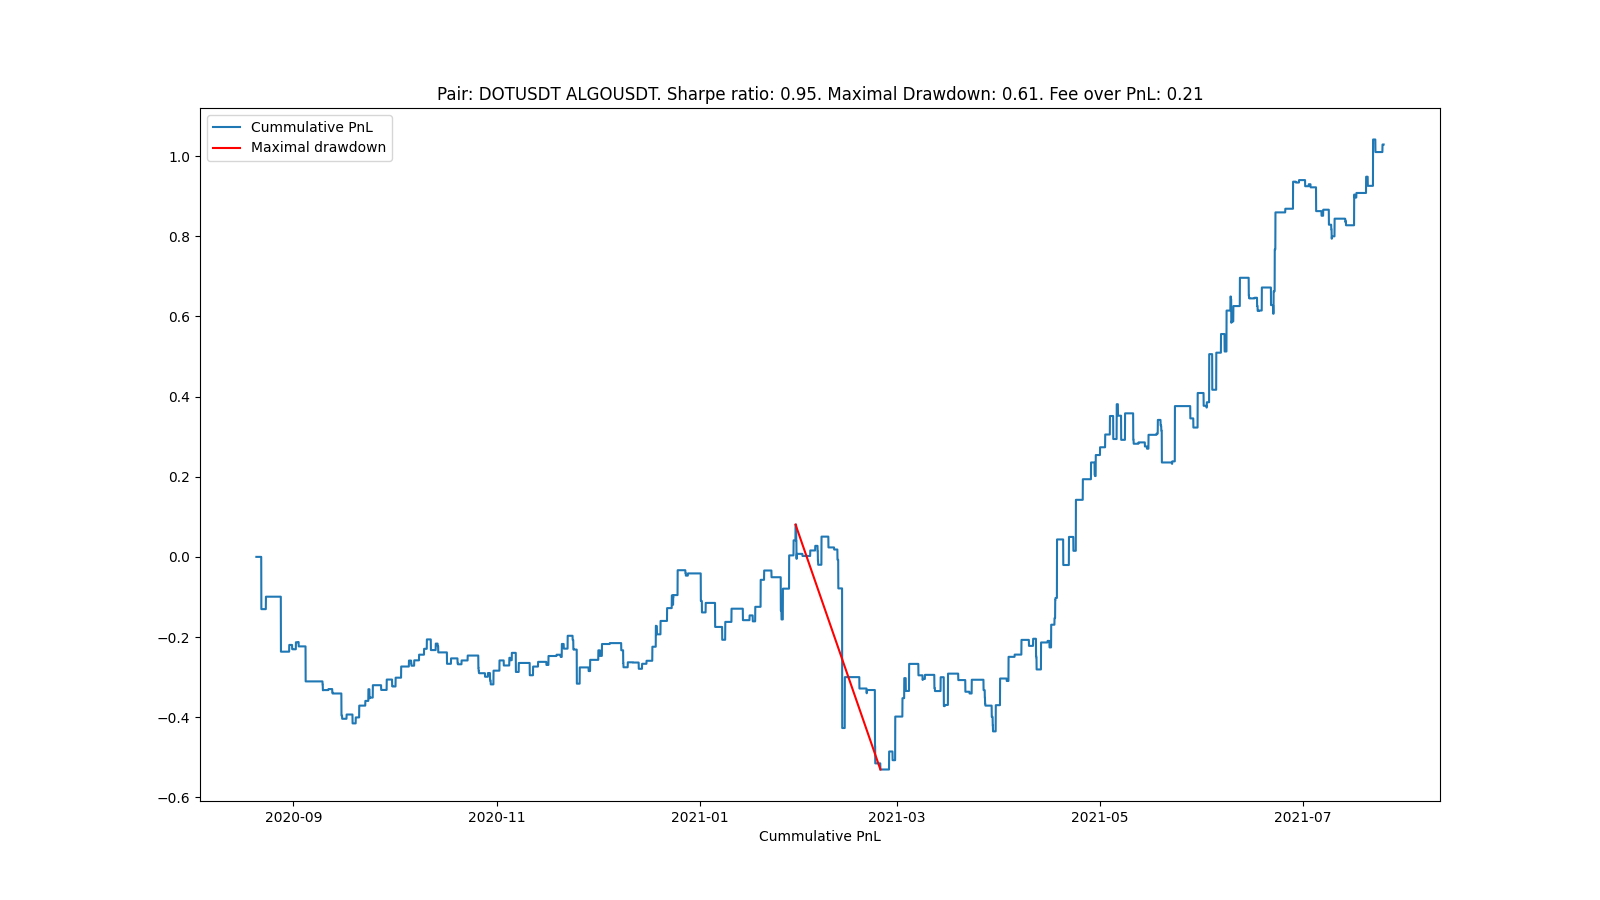 Pair: DOTUSDT ALGOUSDT. Sharpe ratio: 0.95. Maximal Drawdown: 0.61. Fee over PnL: 0.21
Cummulative PnL
Maximal drawdown
1.0
0.8
0.6
0.4
0.2
0.0
−0.2
−0.4
−0.6
2020-09 2020-11 2021-01 2021-03 2021-05 2021-07
Cummulative PnL